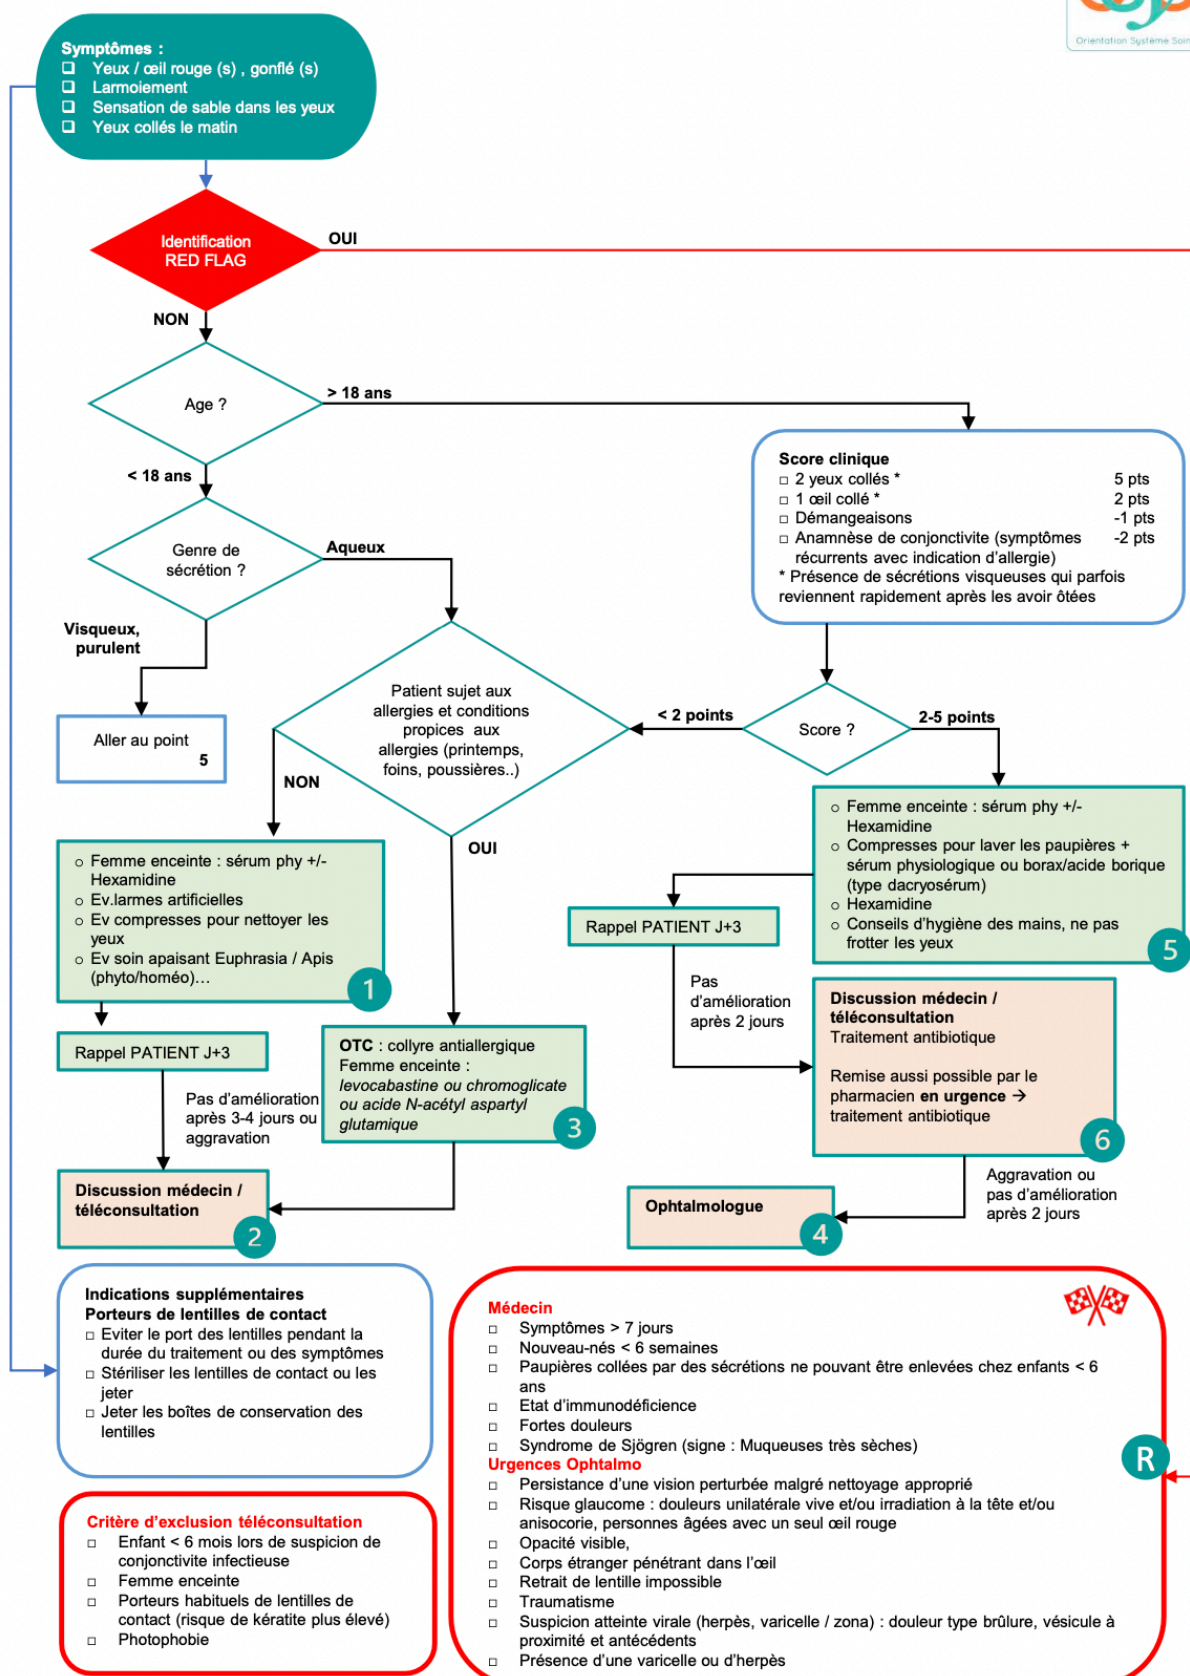 Orientation Système Soin
Symptômes :
Yeux / œil rouge (s) , gonflé (s)
Larmoiement
Sensation de sable dans les yeux
Yeux collés le matin
Identification
RED FLAG
OUI
NON
Age ?
> 18 ans
< 18 ans
Score clinique
2 yeux collés * 5 pts
1 œil collé * 2 pts
Démangeaisons -1 pts
Anamnèse de conjonctivite (symptômes -2 pts
récurrents avec indication d'allergie)
* Présence de sécrétions visqueuses qui parfois
reviennent rapidement après les avoir ôtées
Genre de
sécrétion ?
Aqueux
Visqueux,
purulent
Aller au point
5
Patient sujet aux
allergies et conditions
propices aux
allergies (printemps,
foins, poussières..)
< 2 points
Score ?
2-5 points
NON
OUI
Femme enceinte : sérum phy +/-
Hexamidine
Ev.larmes artificielles
Ev compresses pour nettoyer les
yeux
Ev soin apaisant Euphrasia / Apis
(phyto/homéo)…
1
Femme enceinte : sérum phy +/-
Hexamidine
Compresses pour laver les paupières +
sérum physiologique ou borax/acide borique
(type dacryosérum)
Hexamidine
Conseils d'hygiène des mains, ne pas
frotter les yeux
5
Rappel PATIENT J+3
Pas
d'amélioration
après 2 jours
Discussion médecin /
téléconsultation
Traitement antibiotique
Remise aussi possible par le
pharmacien en urgence →
traitement antibiotique
6
Rappel PATIENT J+3
Pas d'amélioration
après 3-4 jours ou
aggravation
OTC : collyre antiallergique
Femme enceinte :
levocabastine ou chromoglicate
ou acide N-acétyl aspartyl
glutamique
3
Discussion médecin /
téléconsultation
2
Ophtalmologue
4
Aggravation ou
pas d'amélioration
après 2 jours
Indications supplémentaires
Porteurs de lentilles de contact
Eviter le port des lentilles pendant la
durée du traitement ou des symptômes
Stériliser les lentilles de contact ou les
jeter
Jeter les boîtes de conservation des
lentilles
Critère d'exclusion téléconsultation
Enfant < 6 mois lors de suspicion de
conjonctivite infectieuse
Femme enceinte
Porteurs habituels de lentilles de
contact (risque de kératite plus élevé)
Photophobie
Médecin
Symptômes > 7 jours
Nouveau-nés < 6 semaines
Paupières collées par des sécrétions ne pouvant être enlevées chez enfants < 6
ans
Etat d'immunodéficience
Fortes douleurs
Syndrome de Sjögren (signe : Muqueuses très sèches)
Urgences Ophtalmo
Persistance d'une vision perturbée malgré nettoyage approprié
Risque glaucome : douleurs unilatérale vive et/ou irradiation à la tête et/ou
anisocorie, personnes âgées avec un seul œil rouge
Opacité visible,
Corps étranger pénétrant dans l'œil
Retrait de lentille impossible
Traumatisme
Suspicion atteinte virale (herpès, varicelle / zona) : douleur type brûlure, vésicule à
proximité et antécédents
Présence d'une varicelle ou d'herpès
R